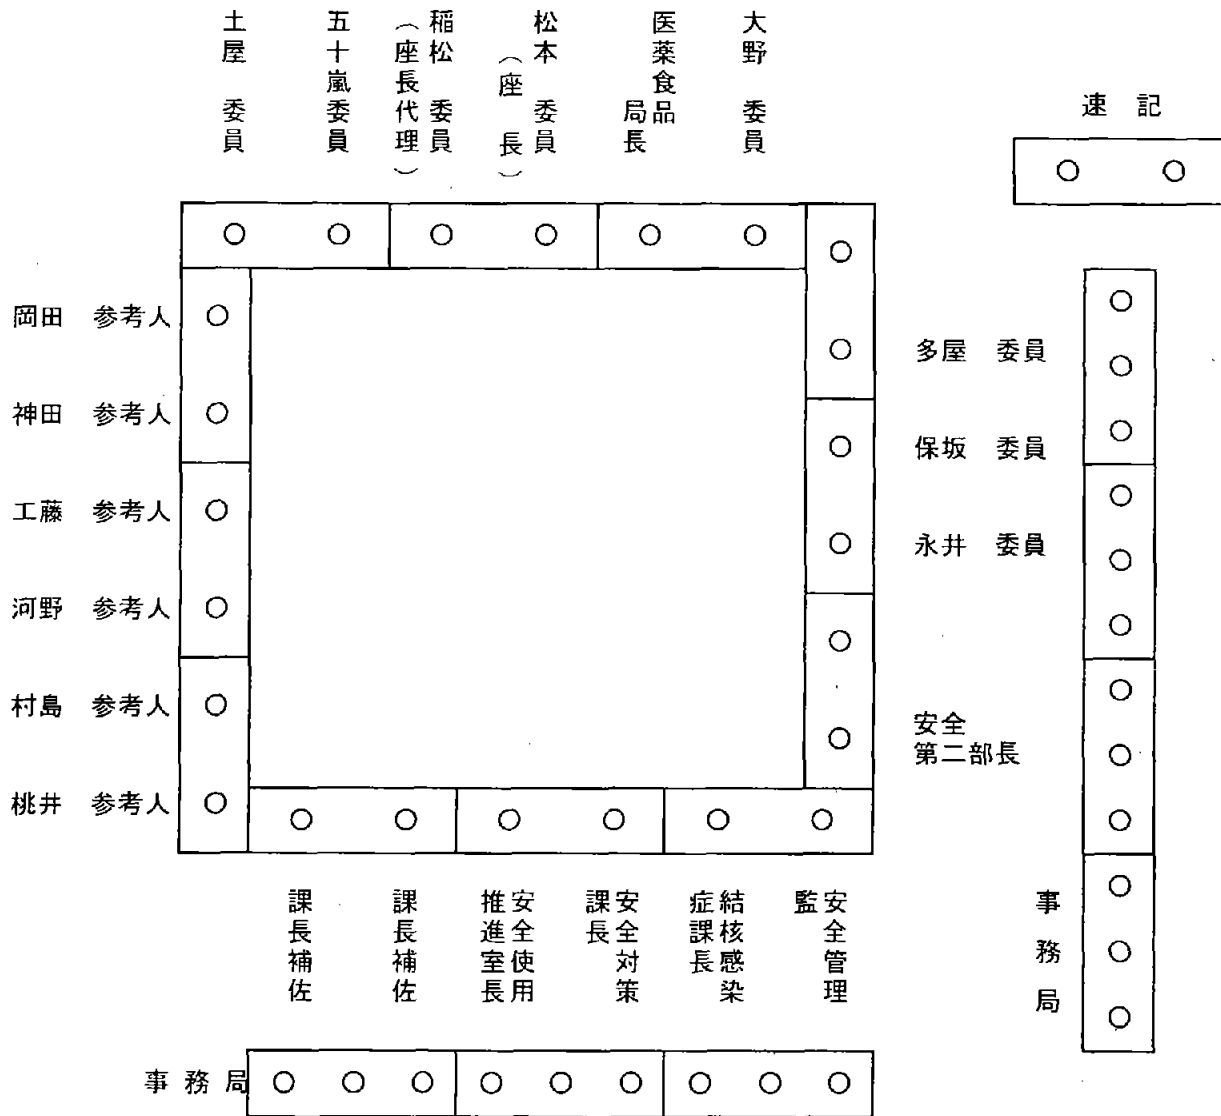 土屋　委員
五十嵐委員
稲松　委員
（座長代理）
松本　委員
（座　長）
医薬食品
局長
大野　委員
速　記
岡田　参考人
神田　参考人
工藤　参考人
河野　参考人
村島　参考人
桃井　参考人
多屋　委員
保坂　委員
永井　委員
安全
第二部長
課長補佐
課長補佐
安全使用
推進室長
安全対策
課長
結核感染
症課長
安全管理
監
事務局
事務局